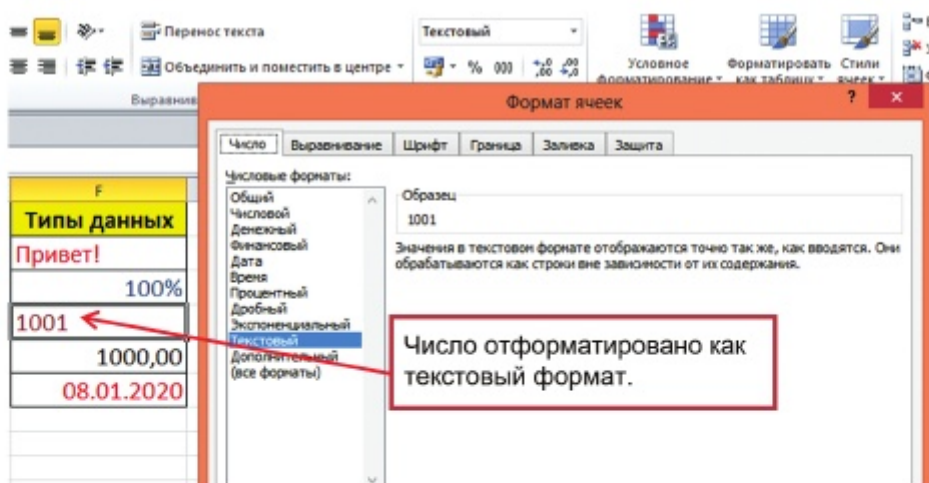 Перенос текста
Текстовый
Объединить и поместить в центре
% 000
Условное форматирование
Форматировать как таблицу
Стили ячеек
Формат ячеек
? ×
Число Выравнивание Шрифт Граница Заливка Защита
Числовые форматы:
Общий
Числовой
Денежный
Финансовый
Дата
Время
Процентный
Дробный
Экспоненциальный
Текстовый
Дополнительный
(все форматы)
Образец
1001
Значения в текстовом формате отображаются точно так же, как вводятся. Они
обрабатываются как строки вне зависимости от их содержания.
F
Типы данных
Привет!
100%
1001
1000,00
08.01.2020
Число отформатировано как
текстовый формат.